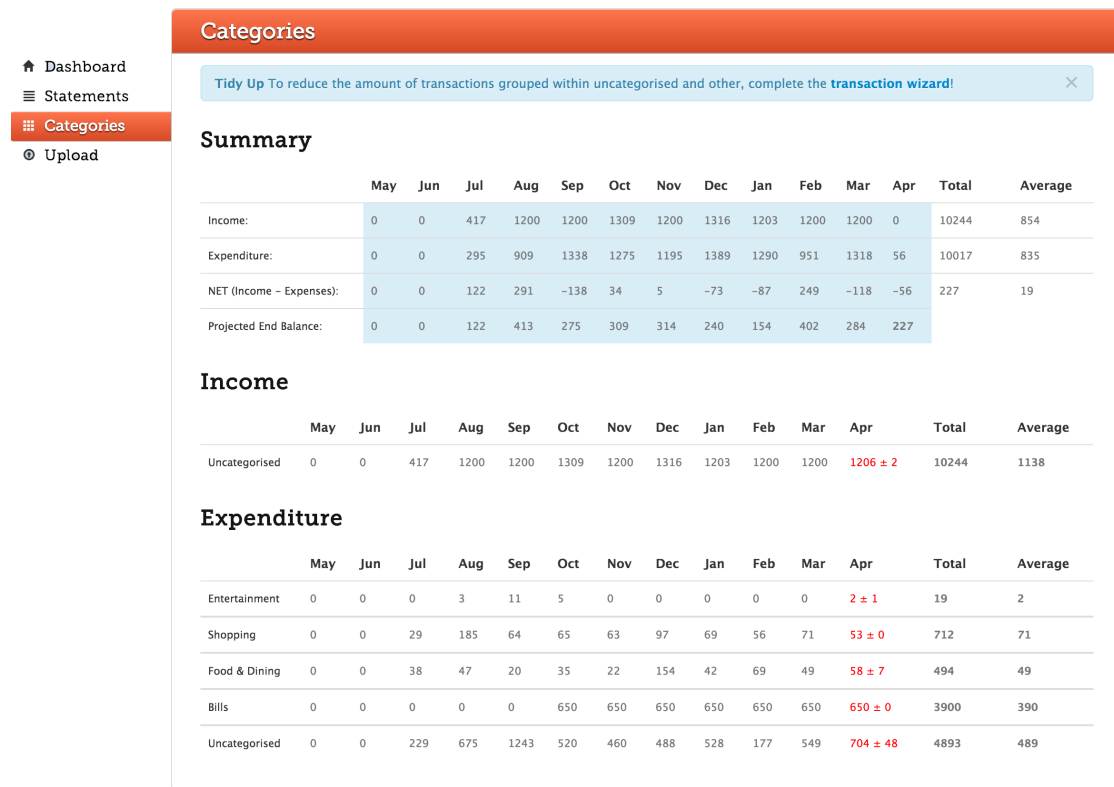 Categories
Dashboard
Statements
Categories
Upload
Tidy Up To reduce the amount of transactions grouped within uncategorised and other, complete the transaction wizard!
Summary
May Jun Jul Aug Sep Oct Nov Dec Jan Feb Mar Apr Total Average
Income: 0 0 417 1200 1200 1309 1200 1316 1203 1200 1200 0 10244 854
Expenditure: 0 0 295 909 1338 1275 1195 1389 1290 951 1318 56 10017 835
NET (Income – Expenses): 0 0 122 291 −138 34 5 −73 −87 249 −118 −56 227 19
Projected End Balance: 0 0 122 413 275 309 314 240 154 402 284 227
Income
May Jun Jul Aug Sep Oct Nov Dec Jan Feb Mar Apr Total Average
Uncategorised 0 0 417 1200 1200 1309 1200 1316 1203 1200 1200 1206 ± 2 10244 1138
Expenditure
May Jun Jul Aug Sep Oct Nov Dec Jan Feb Mar Apr Total Average
Entertainment 0 0 0 3 11 5 0 0 0 0 0 2 ± 1 19 2
Shopping 0 0 29 185 64 65 63 97 69 56 71 53 ± 0 712 71
Food & Dining 0 0 38 47 20 35 22 154 42 69 49 58 ± 7 494 49
Bills 0 0 0 0 0 650 650 650 650 650 650 650 ± 0 3900 390
Uncategorised 0 0 229 675 1243 520 460 488 528 177 549 704 ± 48 4893 489